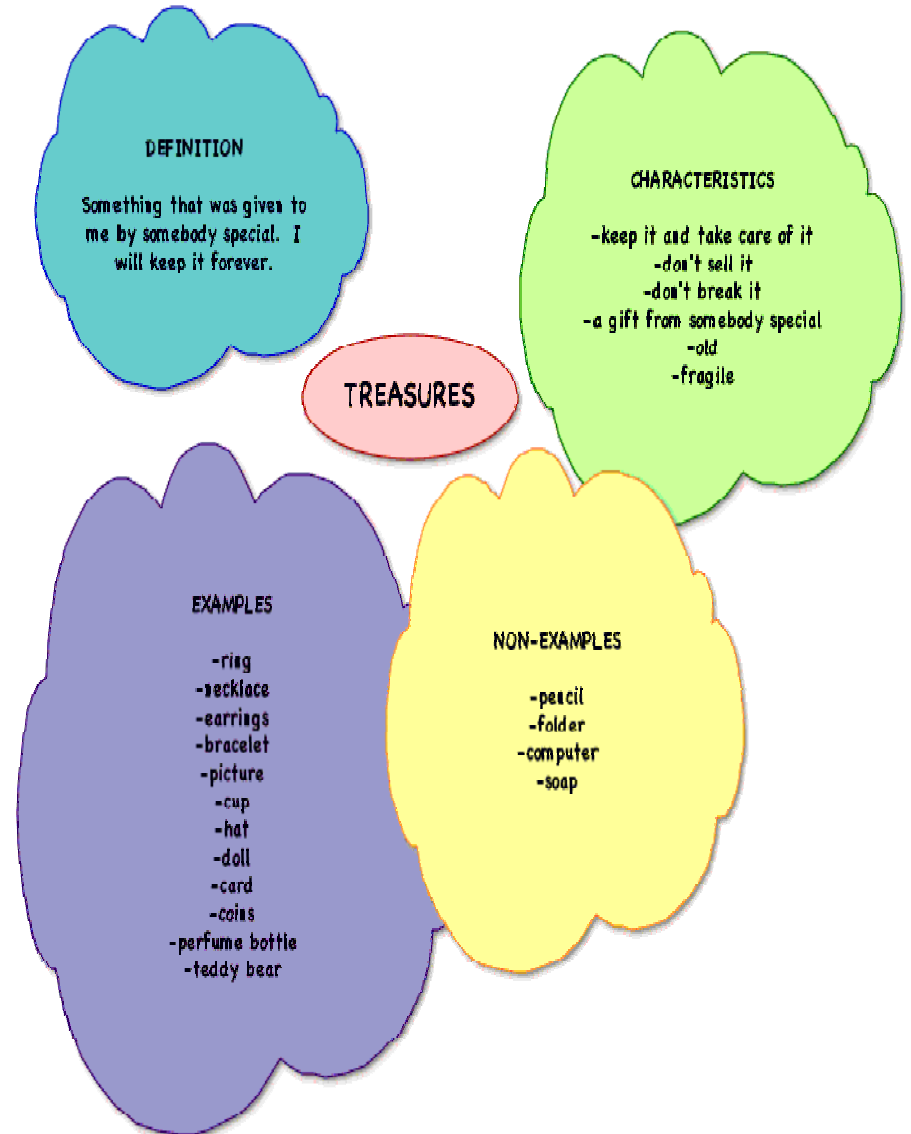 DEFINITION
Something that was given to
me by somebody special. I
will keep it forever.
CHARACTERISTICS
-keep it and take care of it
-don't sell it
-don't break it
-a gift from somebody special
-old
-fragile
TREASURES
EXAMPLES
-ring
-necklace
-earrings
-bracelet
-picture
-cup
-hat
-doll
-card
-coins
-perfume bottle
-teddy bear
NON-EXAMPLES
-pencil
-folder
-computer
-soap